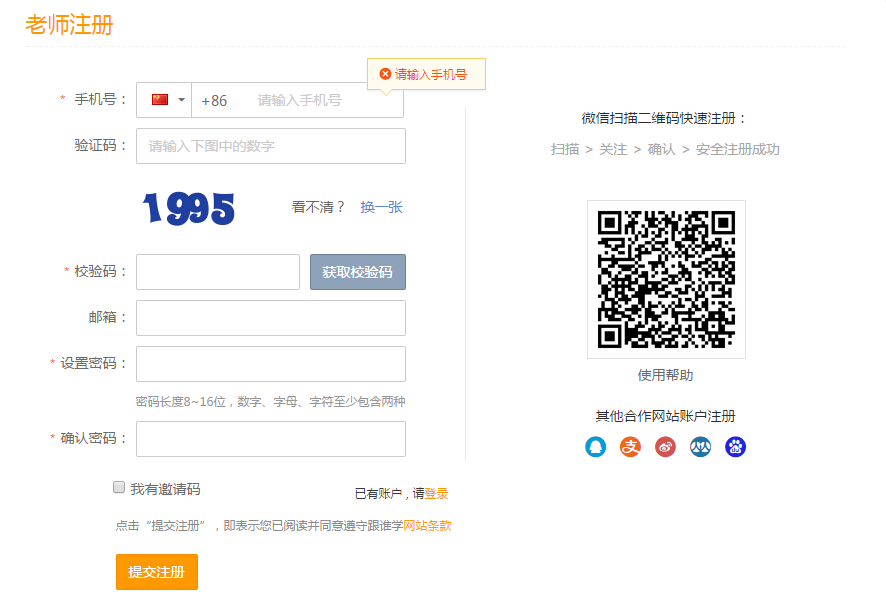 老师注册
请输入手机号
* 手机号：
+86
请输入手机号
验证码：
请输入下图中的数字
1995
看不清？ 换一张
* 校验码：
获取校验码
邮箱：
* 设置密码：
密码长度8~16位，数字、字母、字符至少包含两种
* 确认密码：
我有邀请码
已有账户，请登录
点击“提交注册”，即表示您已阅读并同意遵守跟谁学网站条款
提交注册
微信扫描二维码快速注册：
扫描 > 关注 > 确认 > 安全注册成功
使用帮助
其他合作网站账户注册
支
du